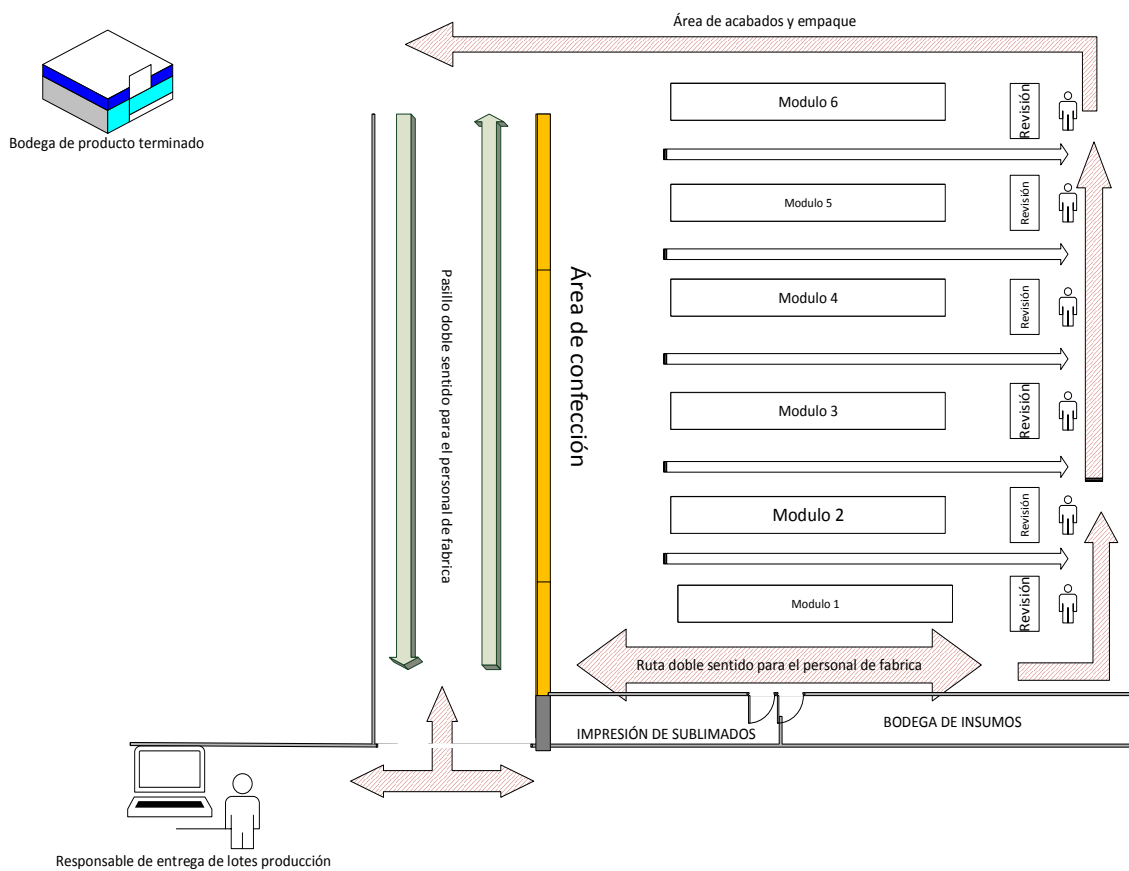 Área de acabados y empaque
Bodega de producto terminado
Modulo 6
Revisión
Modulo 5
Revisión
Modulo 4
Revisión
Modulo 3
Revisión
Modulo 2
Revisión
Modulo 1
Revisión
Pasillo doble sentido para el personal de fabrica
Área de confección
Ruta doble sentido para el personal de fabrica
IMPRESIÓN DE SUBLIMADOS
BODEGA DE INSUMOS
Responsable de entrega de lotes producción